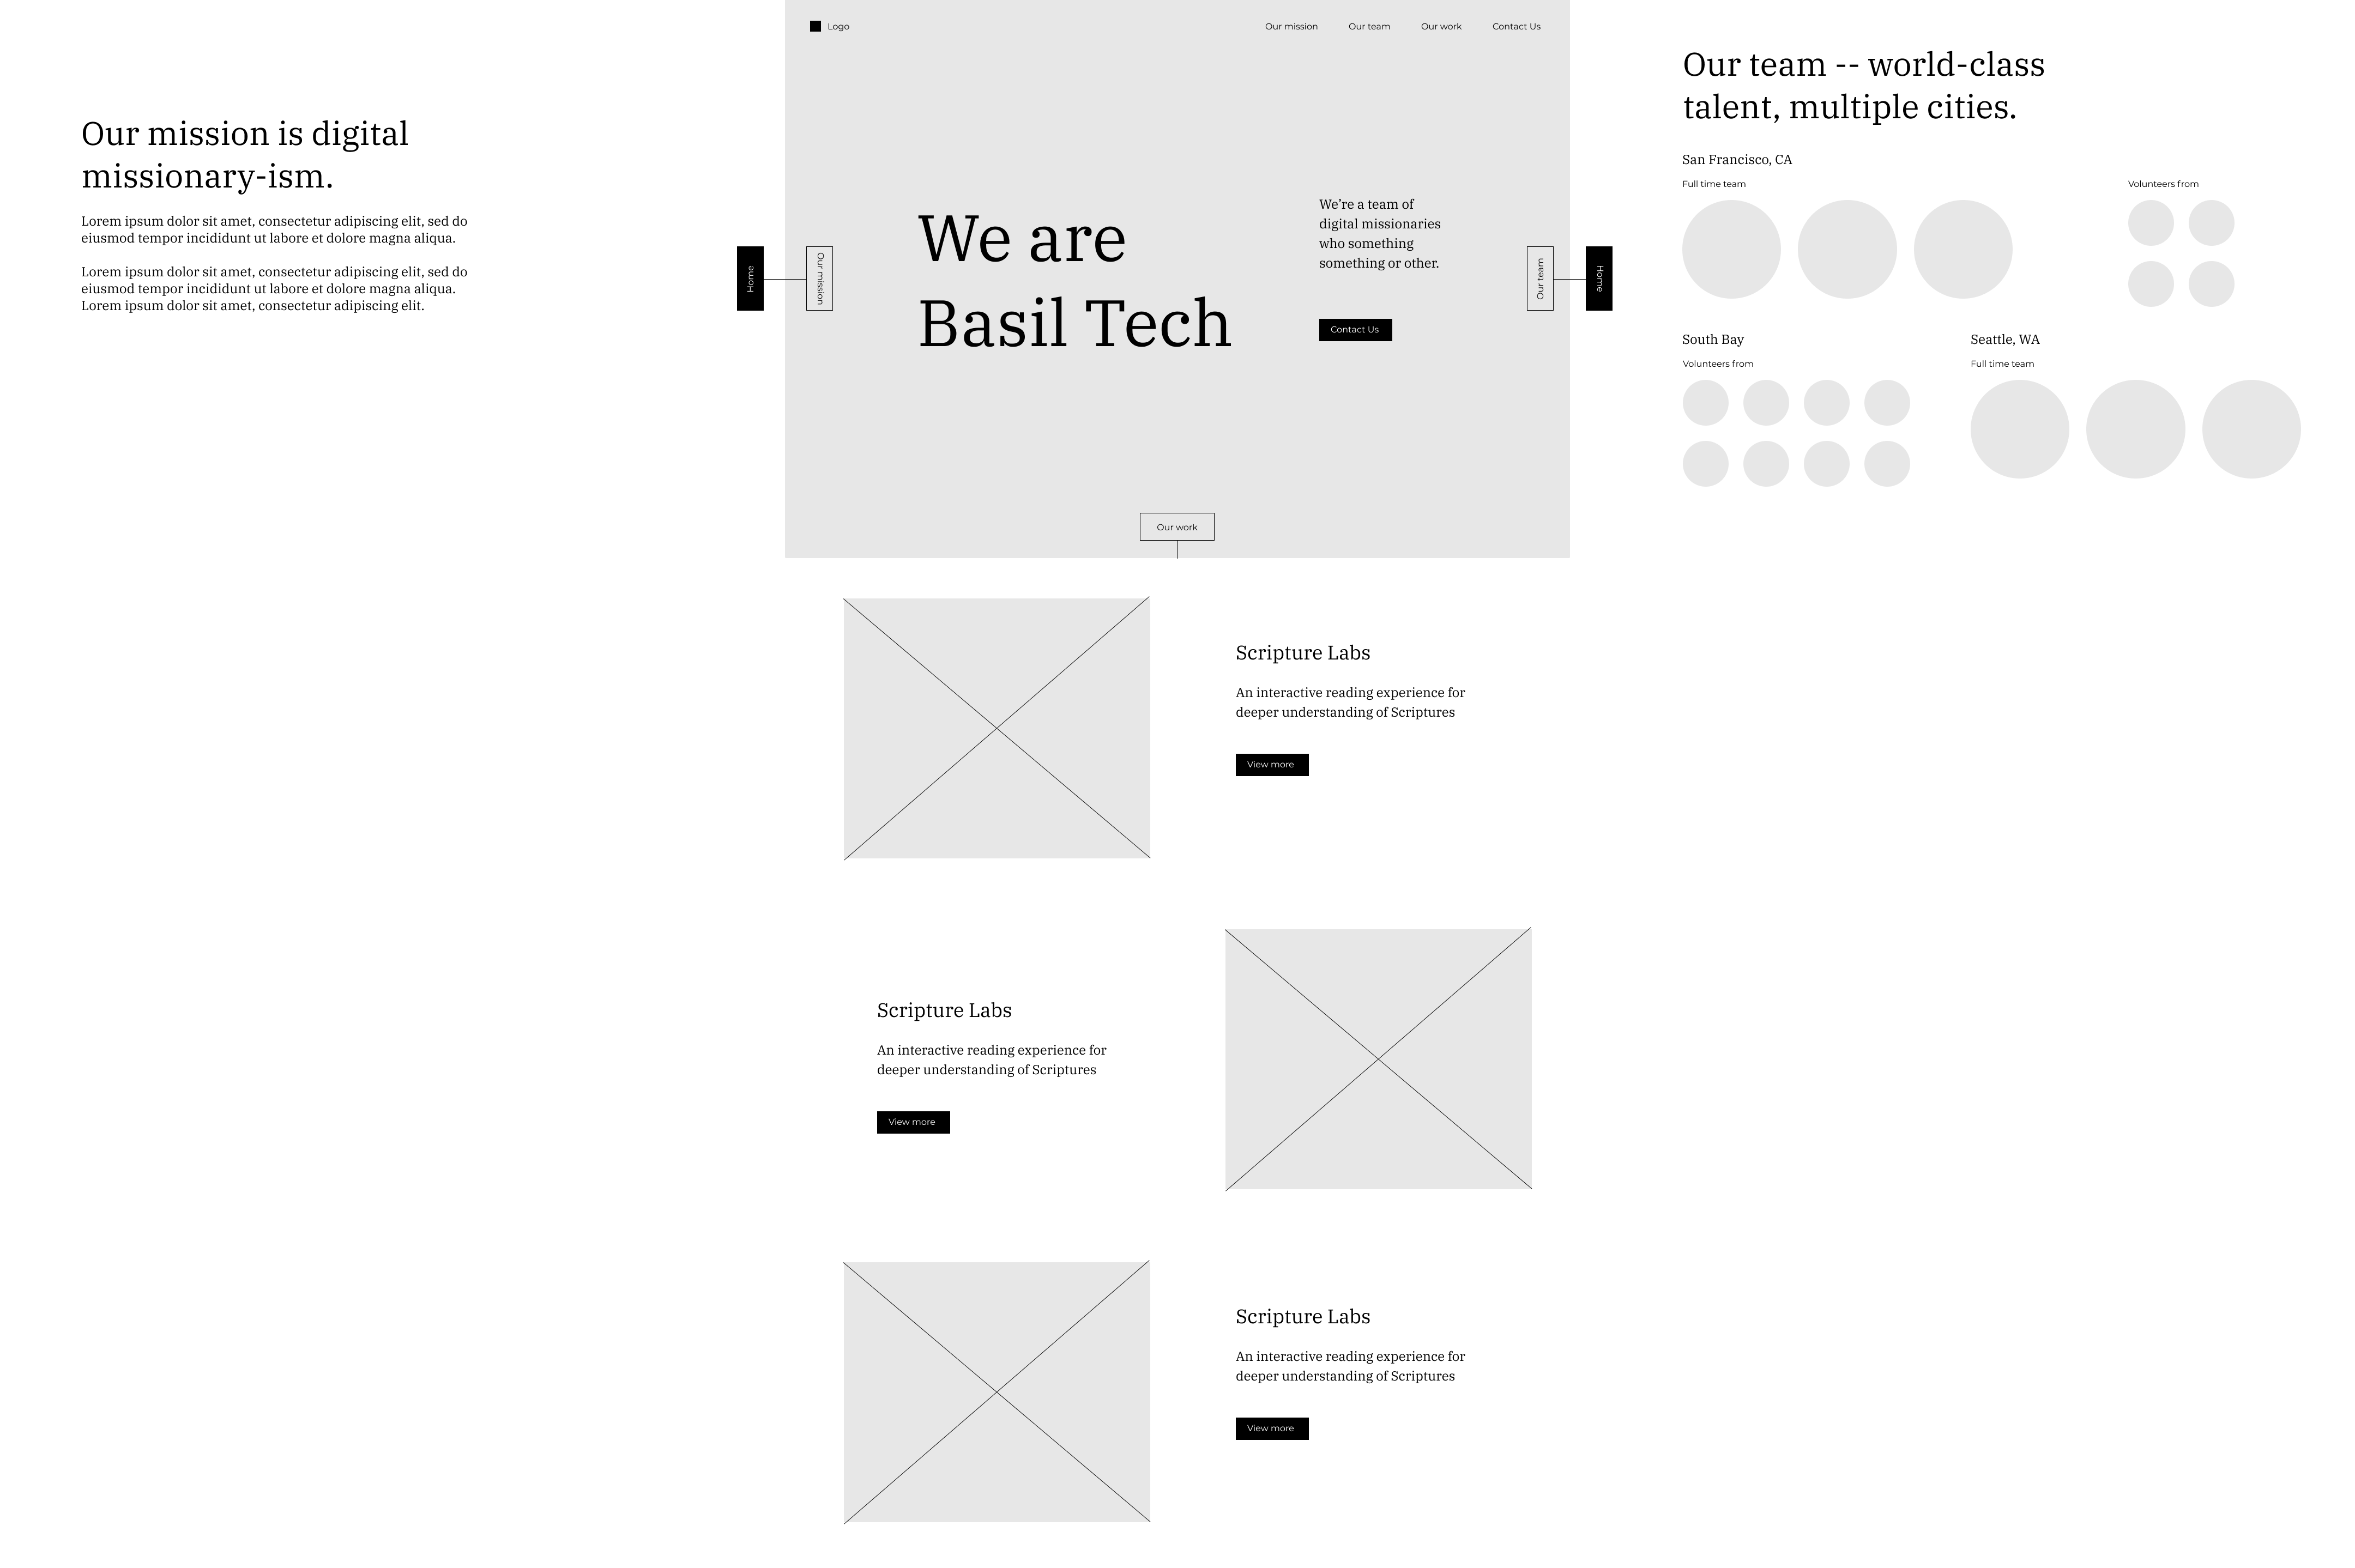 Our mission is digital
missionary-ism.
Lorem ipsum dolor sit amet, consectetur adipiscing elit, sed do
eiusmod tempor incididunt ut labore et dolore magna aliqua.
Lorem ipsum dolor sit amet, consectetur adipiscing elit, sed do
eiusmod tempor incididunt ut labore et dolore magna aliqua.
Lorem ipsum dolor sit amet, consectetur adipiscing elit.
Home
Logo
Our mission
Our team
Our work
Contact Us
Our mission
We are
Basil Tech
We’re a team of
digital missionaries
who something
something or other.
Contact Us
Our team
Our work
Home
Our team -- world-class
talent, multiple cities.
San Francisco, CA
Full time team
Volunteers from
South Bay
Volunteers from
Seattle, WA
Full time team
Scripture Labs
An interactive reading experience for
deeper understanding of Scriptures
View more
Scripture Labs
An interactive reading experience for
deeper understanding of Scriptures
View more
Scripture Labs
An interactive reading experience for
deeper understanding of Scriptures
View more